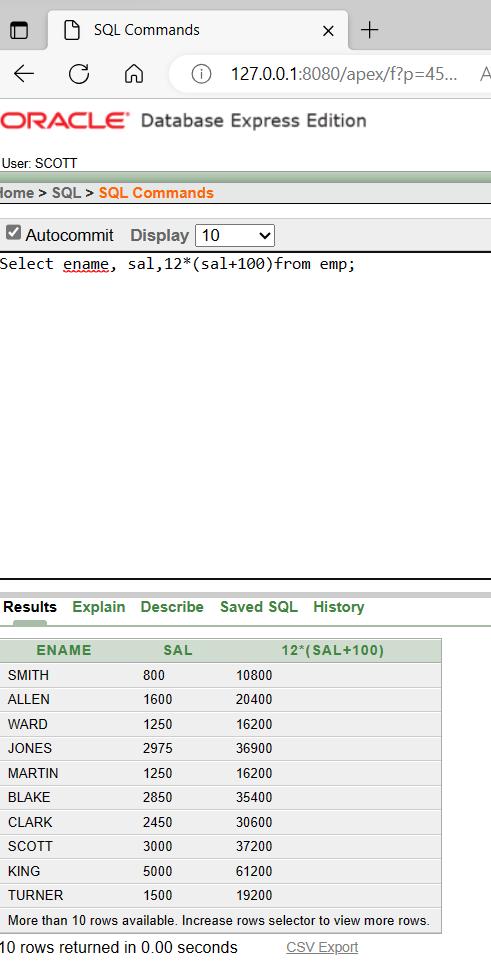 SQL Commands
127.0.0.1:8080/apex/f?p=45...
ORACLE® Database Express Edition
User: SCOTT
Home > SQL > SQL Commands
Autocommit Display 10
Select ename, sal,12*(sal+100)from emp;
Results Explain Describe Saved SQL History
ENAME SAL 12*(SAL+100)
SMITH 800 10800
ALLEN 1600 20400
WARD 1250 16200
JONES 2975 36900
MARTIN 1250 16200
BLAKE 2850 35400
CLARK 2450 30600
SCOTT 3000 37200
KING 5000 61200
TURNER 1500 19200
More than 10 rows available. Increase rows selector to view more rows.
10 rows returned in 0.00 seconds CSV Export